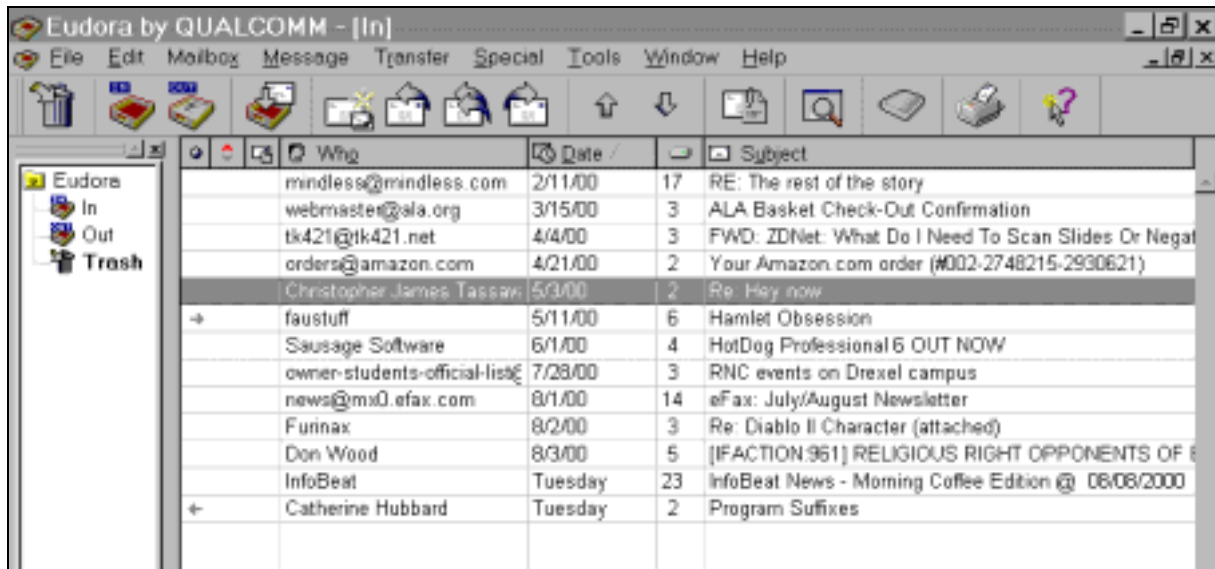 Eudora by QUALCOMM - [In]
File Edit Mailbox Message Transfer Special Tools Window Help
IN OUT
Who Date Subject
Eudora
In
Out
Trash
mindless@mindless.com 2/11/00 17 RE: The rest of the story
webmaster@ala.org 3/15/00 3 ALA Basket Check-Out Confirmation
tk421@tk421.net 4/4/00 3 FWD: ZDNet: What Do I Need To Scan Slides Or Negat
orders@amazon.com 4/21/00 2 Your Amazon.com order (#002-2748215-2930621)
Christopher James Tassav 5/3/00 2 Re: Hey now
faustuff 5/11/00 6 Hamlet Obsession
Sausage Software 6/1/00 4 HotDog Professional 6 OUT NOW
owner-students-official-list@ 7/28/00 3 RNC events on Drexel campus
news@mx0.efax.com 8/1/00 14 eFax: July/August Newsletter
Furinax 8/2/00 3 Re: Diablo II Character (attached)
Don Wood 8/3/00 5 [IFACTION:961] RELIGIOUS RIGHT OPPONENTS OF
InfoBeat Tuesday 23 InfoBeat News - Morning Coffee Edition @ 08/08/2000
Catherine Hubbard Tuesday 2 Program Suffixes